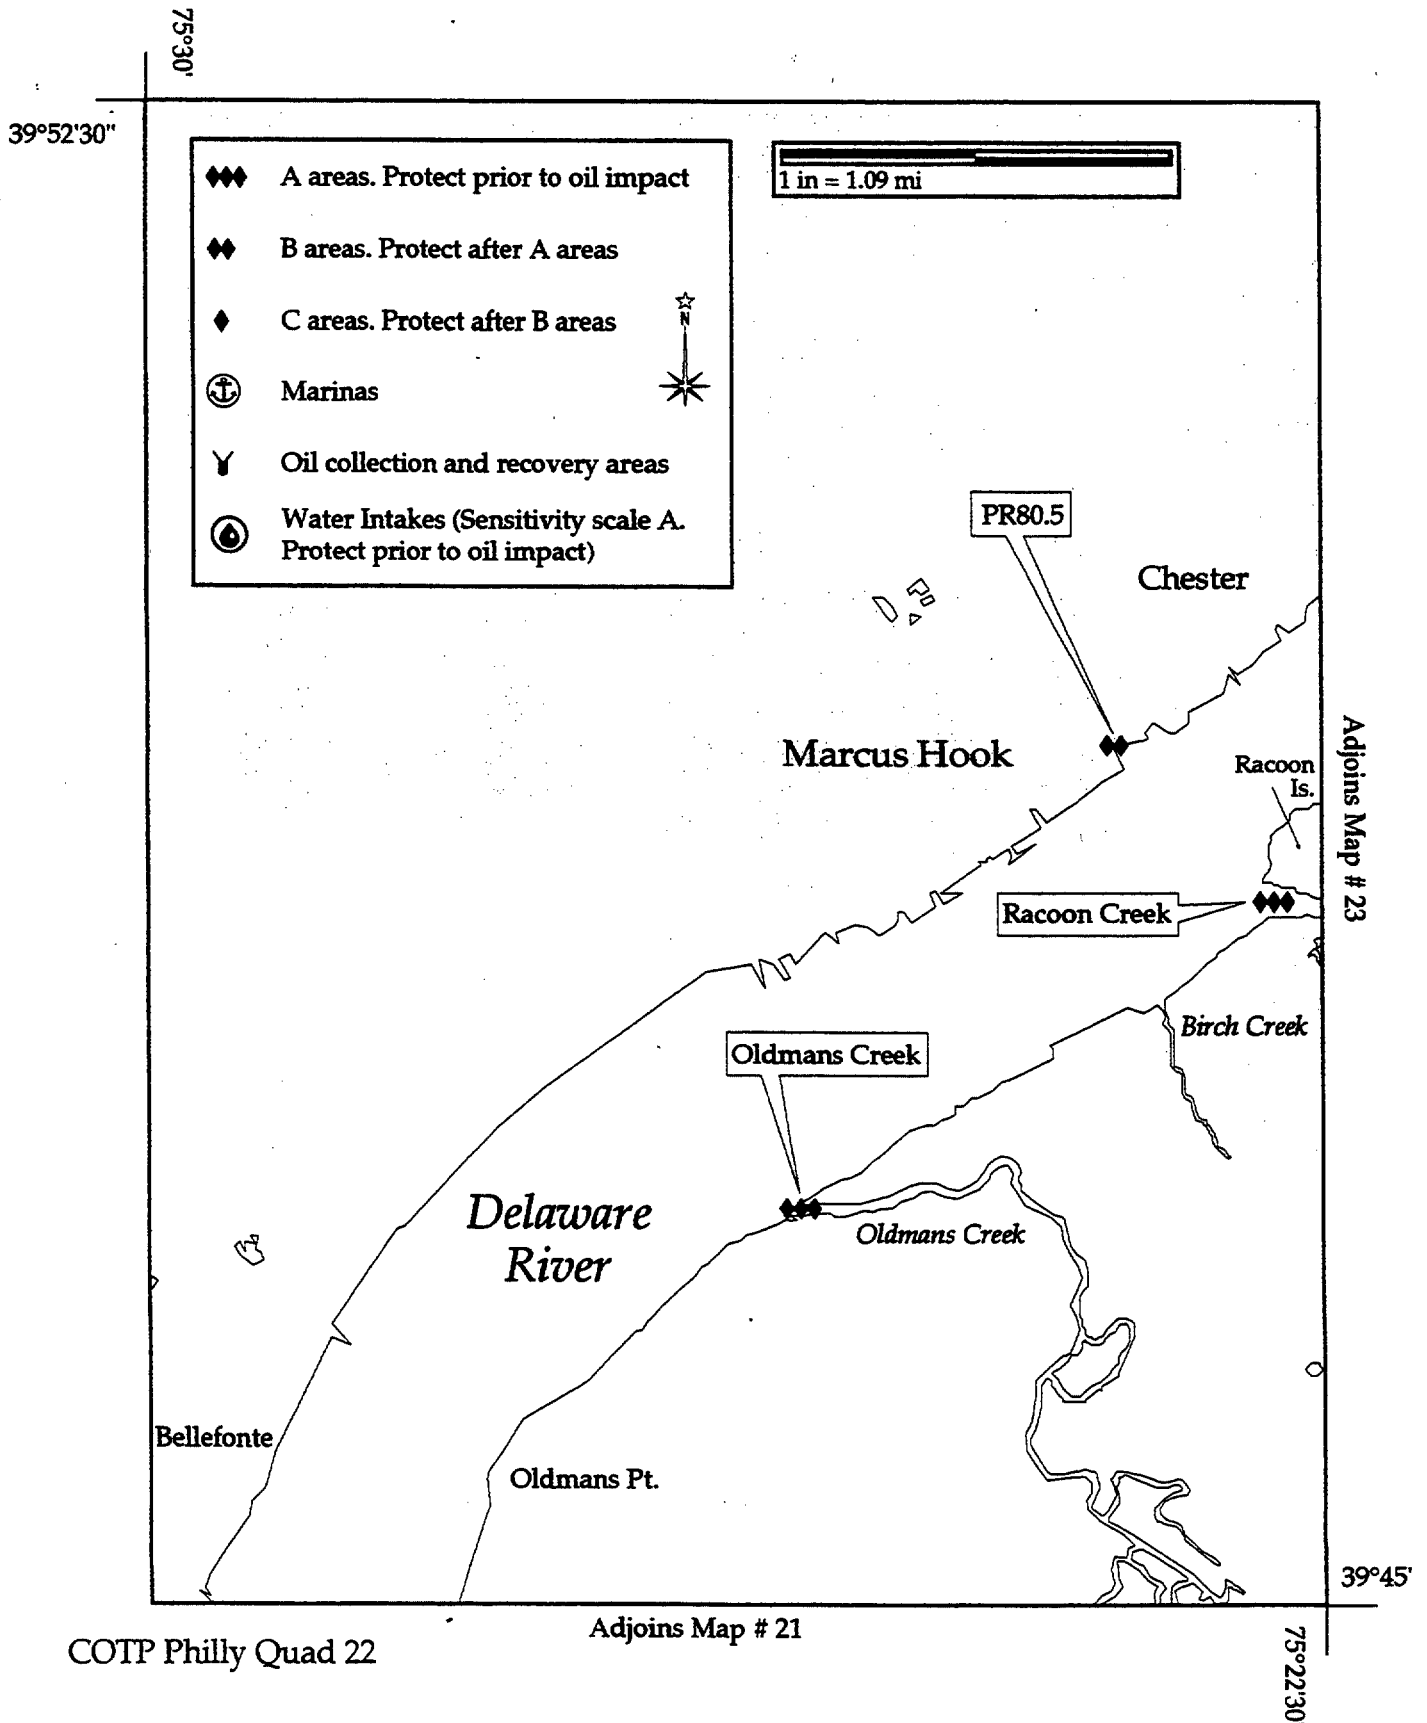 75°30'
39°52'30"
A areas. Protect prior to oil impact
B areas. Protect after A areas
C areas. Protect after B areas
N
Marinas
Oil collection and recovery areas
Water Intakes (Sensitivity scale A.
Protect prior to oil impact)
1 in = 1.09 mi
PR80.5
Chester
Marcus Hook
Racoon
Is.
Adjoins Map # 23
Racoon Creek
Birch Creek
Oldmans Creek
Delaware
River
Oldmans Creek
Bellefonte
Oldmans Pt.
39°45'
Adjoins Map # 21
COTP Philly Quad 22
75°22'30